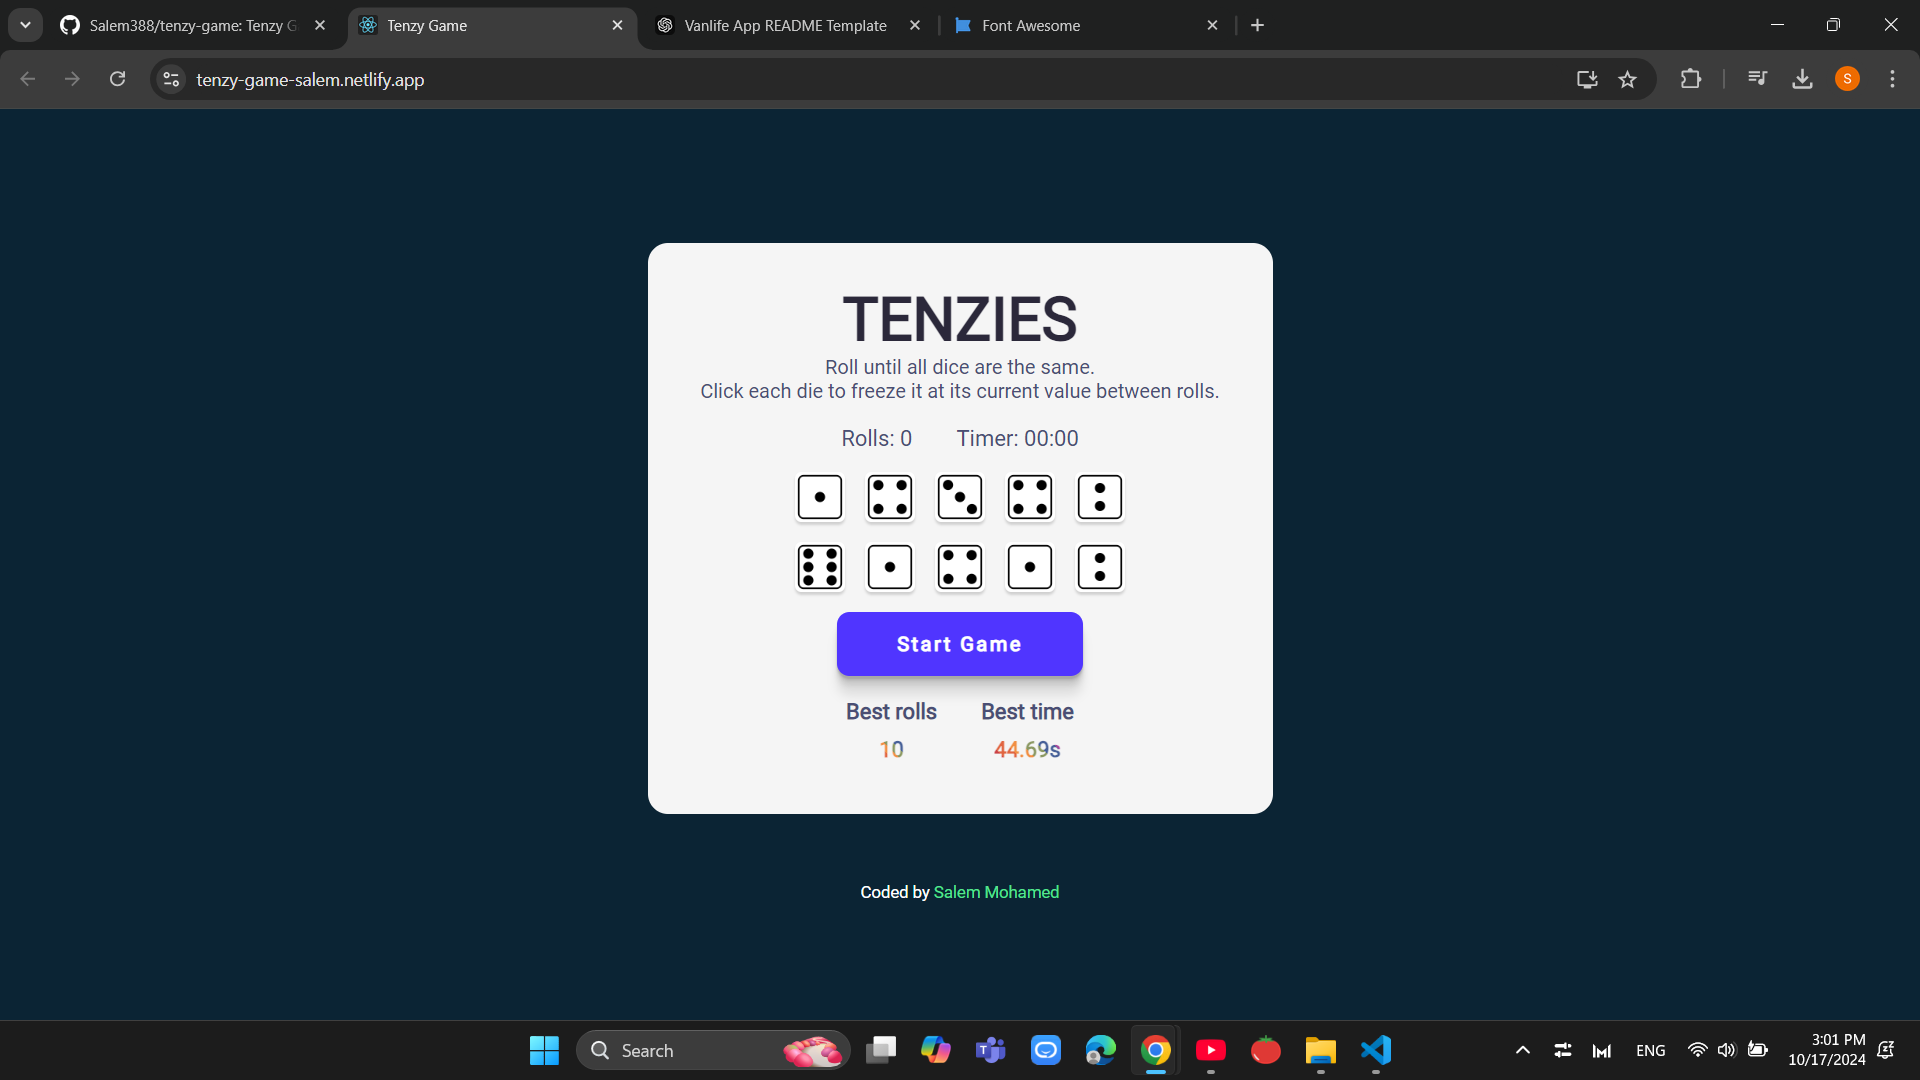 Salem388/tenzy-game: Tenzy G
Tenzy Game
Vanlife App README Template
Font Awesome
tenzy-game-salem.netlify.app
S
TENZIES
Roll until all dice are the same.
Click each die to freeze it at its current value between rolls.
Rolls: 0 Timer: 00:00
Start Game
Best rolls Best time
10 44.69s
Coded by Salem Mohamed
Search
ENG
3:01 PM
10/17/2024